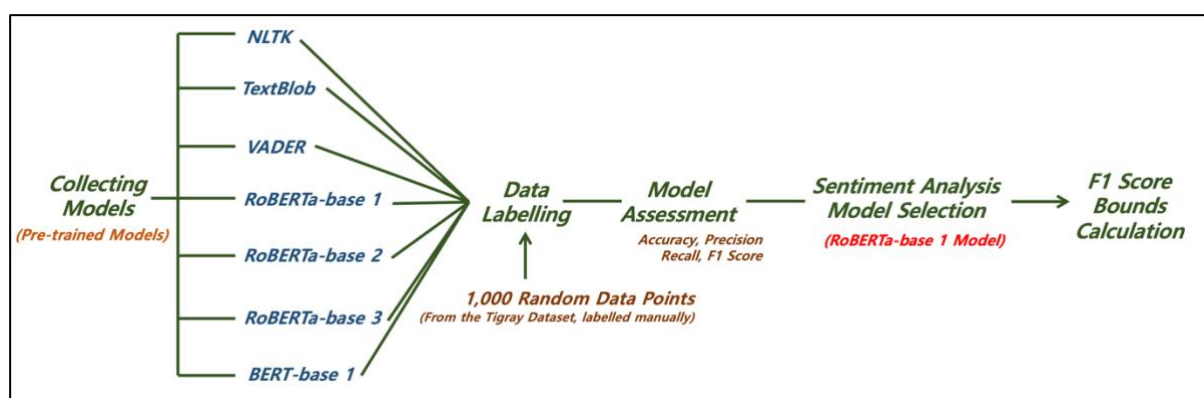 Collecting
Models
(Pre-trained Models)
NLTK
TextBlob
VADER
RoBERTa-base 1
RoBERTa-base 2
RoBERTa-base 3
BERT-base 1
Data
Labelling
1,000 Random Data Points
(From the Tigray Dataset, labelled manually)
Model
Assessment
Accuracy, Precision
Recall, F1 Score
Sentiment Analysis
Model Selection
(RoBERTa-base 1 Model)
F1 Score
Bounds
Calculation